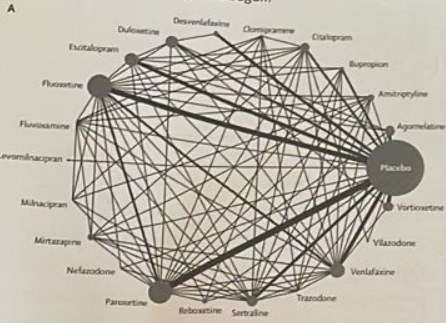 A
Desvenlafaxine
Duloxetine
Clomipramine
Citalopram
Escitalopram
Bupropion
Fluoxetine
Amitriptyline
Fluvoxamine
Agomelatine
Levomilnacipran
Placebo
Milnacipran
Vortioxetine
Mirtazapine
Vilazodone
Nefazodone
Venlafaxine
Paroxetine
Trazodone
Reboxetine
Sertraline